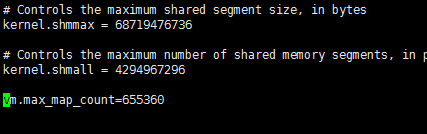 # Controls the maximum shared segment size, in bytes
kernel.shmmax = 68719476736
# Controls the maximum number of shared memory segments, in p
kernel.shmall = 4294967296
vm.max_map_count=655360